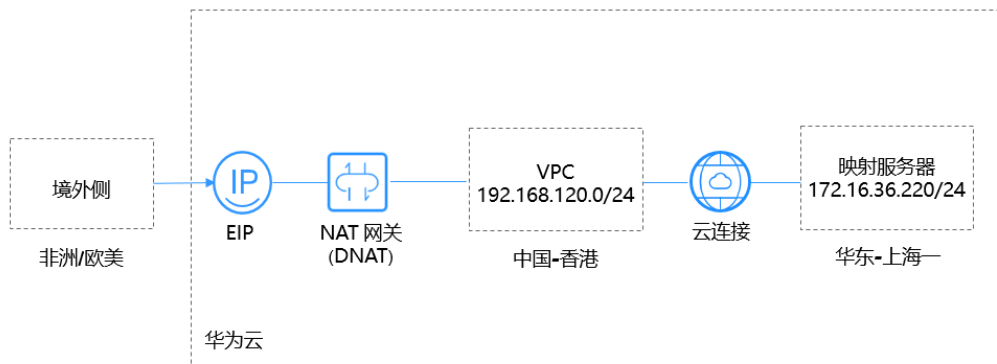 境外侧
非洲/欧美
IP
EIP
NAT 网关
(DNAT)
VPC
192.168.120.0/24
中国-香港
云连接
映射服务器
172.16.36.220/24
华东-上海一
华为云